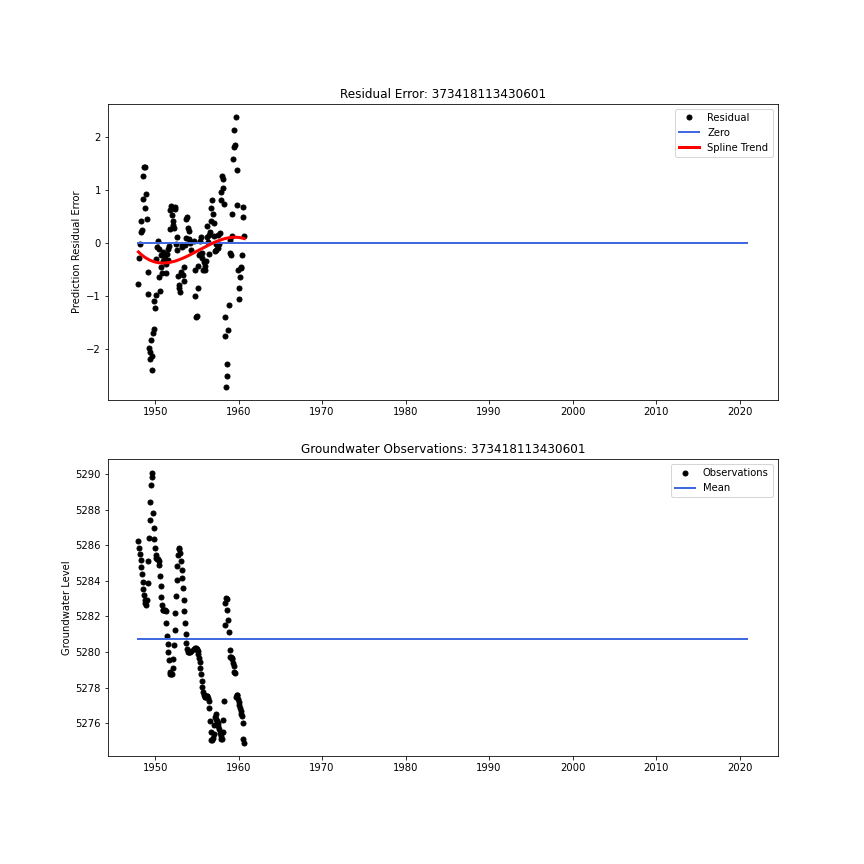 Residual Error: 373418113430601
Residual
Zero
Spline Trend
Prediction Residual Error
2
1
0
−1
−2
1950 1960 1970 1980 1990 2000 2010 2020
Groundwater Observations: 373418113430601
Observations
Mean
Groundwater Level
5290
5288
5286
5284
5282
5280
5278
5276
1950 1960 1970 1980 1990 2000 2010 2020